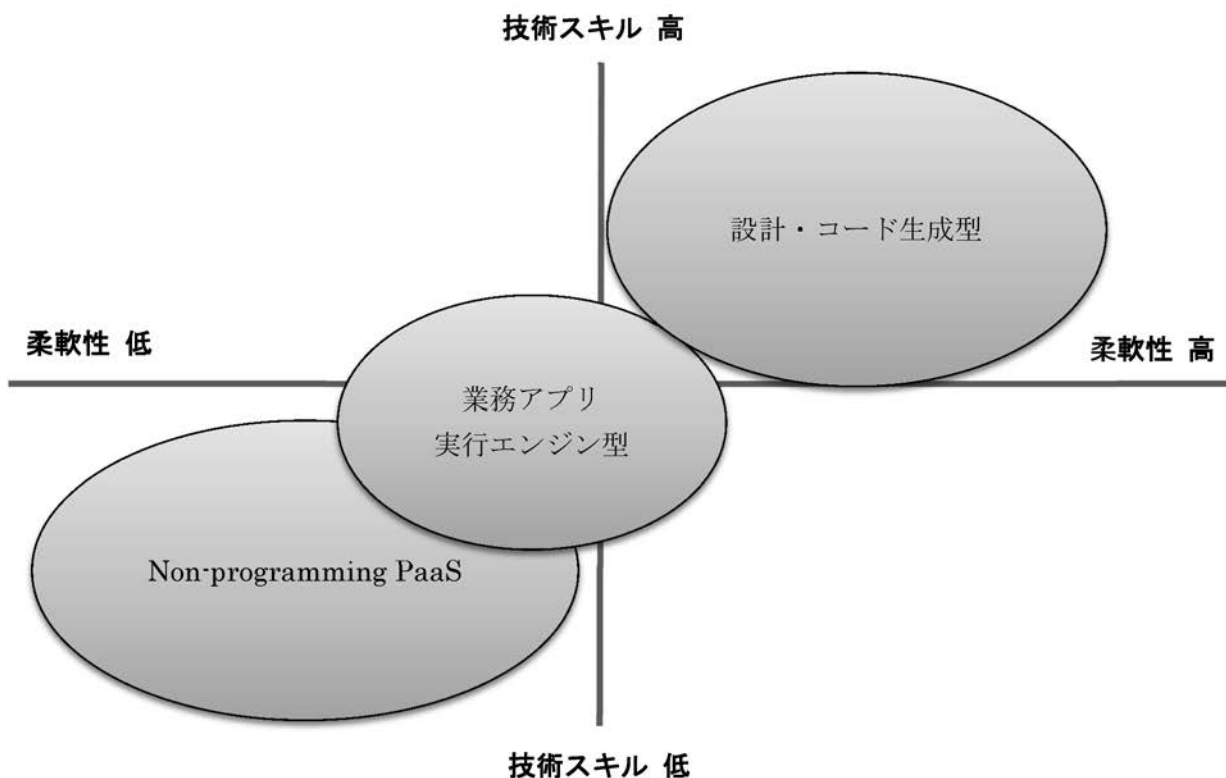 技術スキル 高
設計・コード生成型
柔軟性 低
柔軟性 高
業務アプリ
実行エンジン型
Non-programming PaaS
技術スキル 低